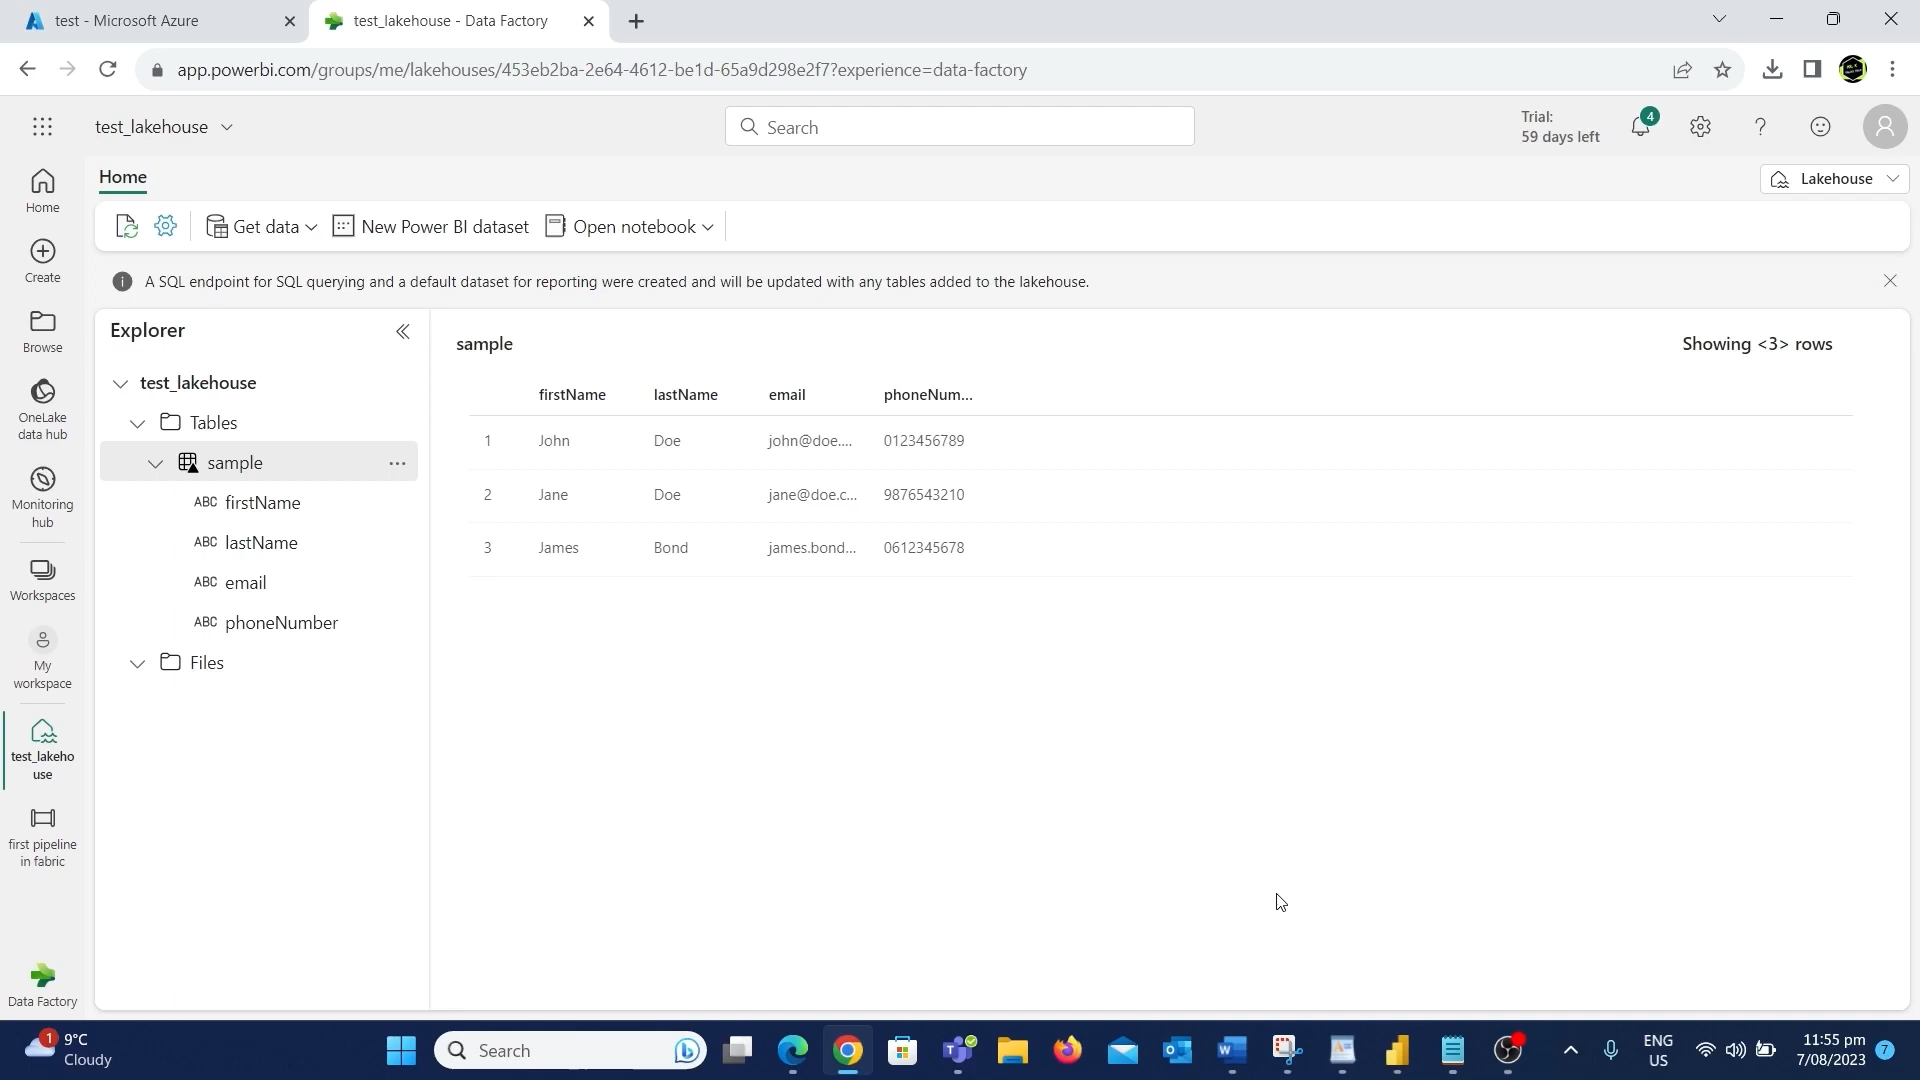 test - Microsoft Azure
test_lakehouse - Data Factory
app.powerbi.com/groups/me/lakehouses/453eb2ba-2e64-4612-be1d-65a9d298e2f7?experience=data-factory
test_lakehouse
Search
Trial:
59 days left
4
Home
Lakehouse
Get data
New Power BI dataset
Open notebook
A SQL endpoint for SQL querying and a default dataset for reporting were created and will be updated with any tables added to the lakehouse.
Home
Create
Browse
OneLake
data hub
Monitoring
hub
Workspaces
My
workspace
test_lakeho
use
first pipeline
in fabric
Data Factory
Explorer
test_lakehouse
Tables
sample
ABC firstName
ABC lastName
ABC email
ABC phoneNumber
Files
sample
Showing <3> rows
firstName lastName email phoneNum...
1 John Doe john@doe.... 0123456789
2 Jane Doe jane@doe.c... 9876543210
3 James Bond james.bond... 0612345678
1
9°C
Cloudy
Search
ENG
US
11:55 pm
7/08/2023
7